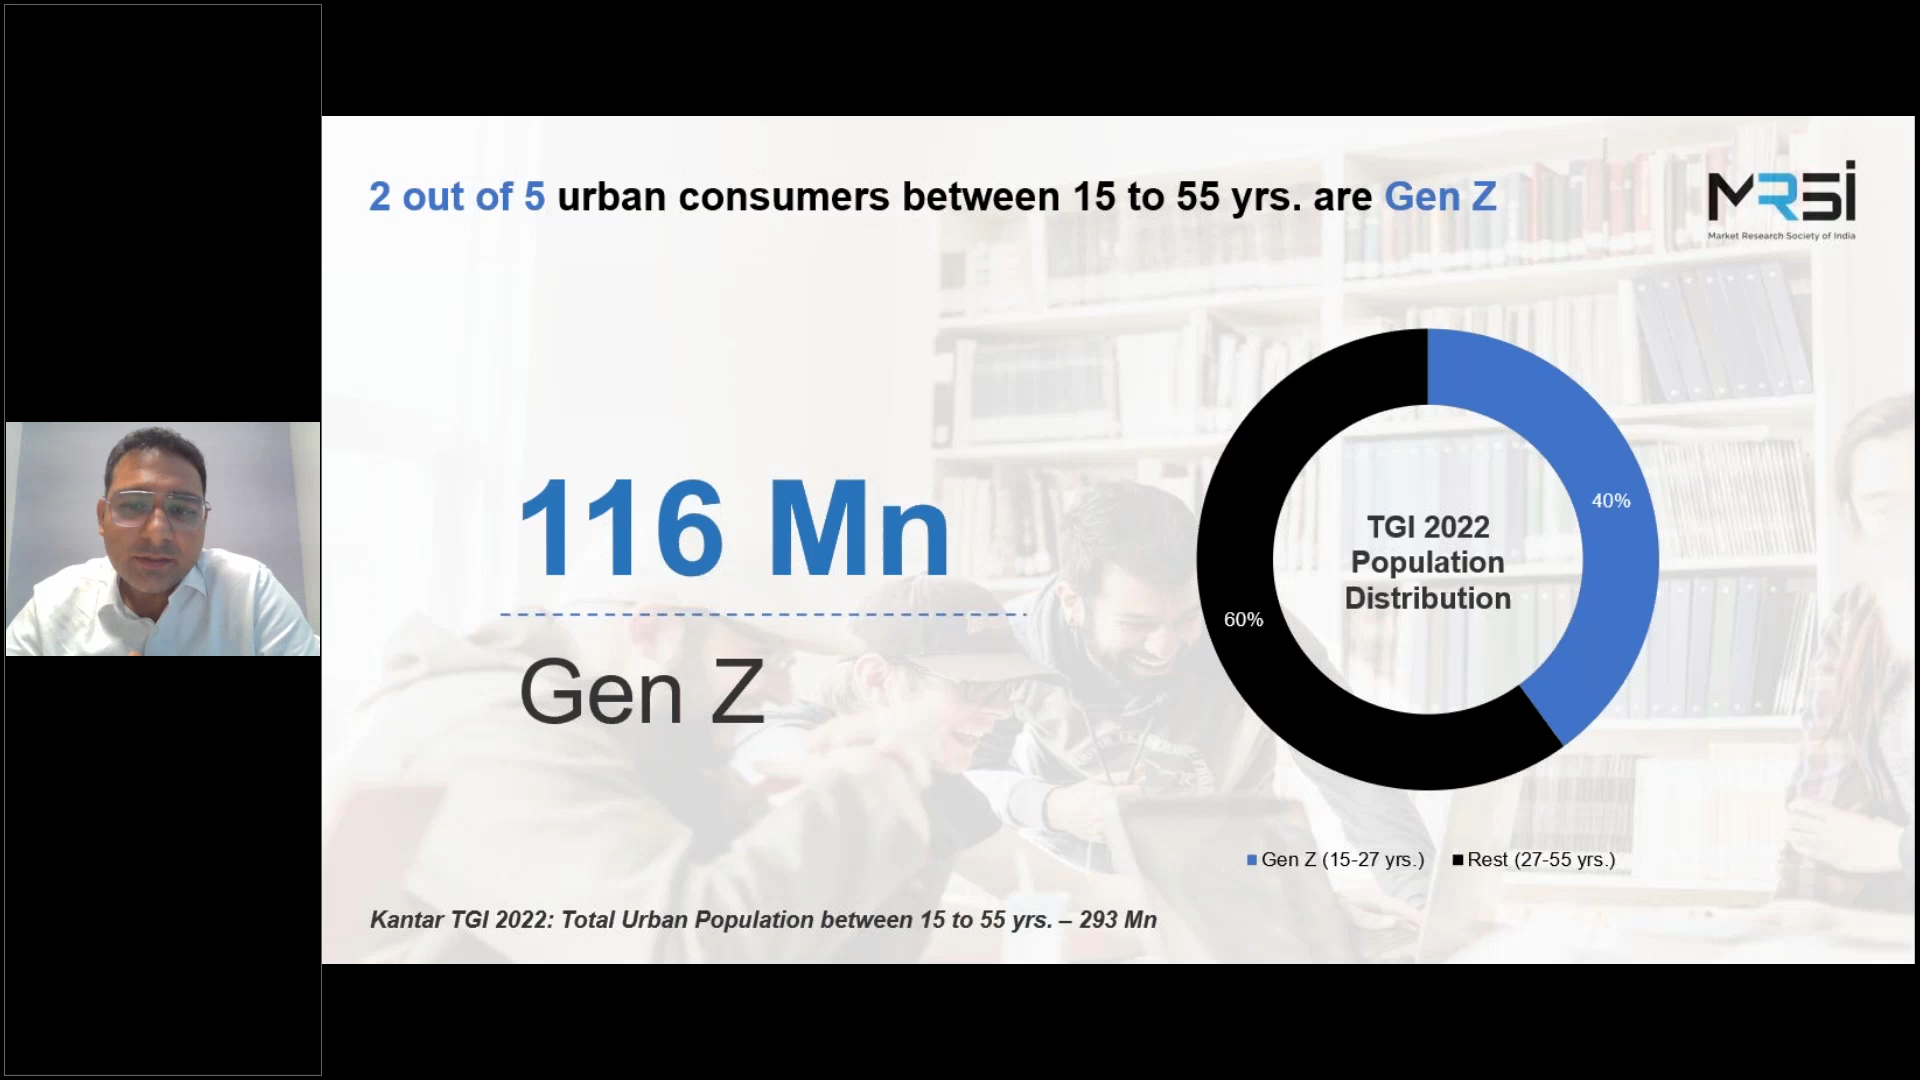 2 out of 5 urban consumers between 15 to 55 yrs. are Gen Z
MRSi
Market Research Society of India
116 Mn
Gen Z
TGI 2022
Population
Distribution
40%
60%
Gen Z (15-27 yrs.) Rest (27-55 yrs.)
Kantar TGI 2022: Total Urban Population between 15 to 55 yrs. – 293 Mn